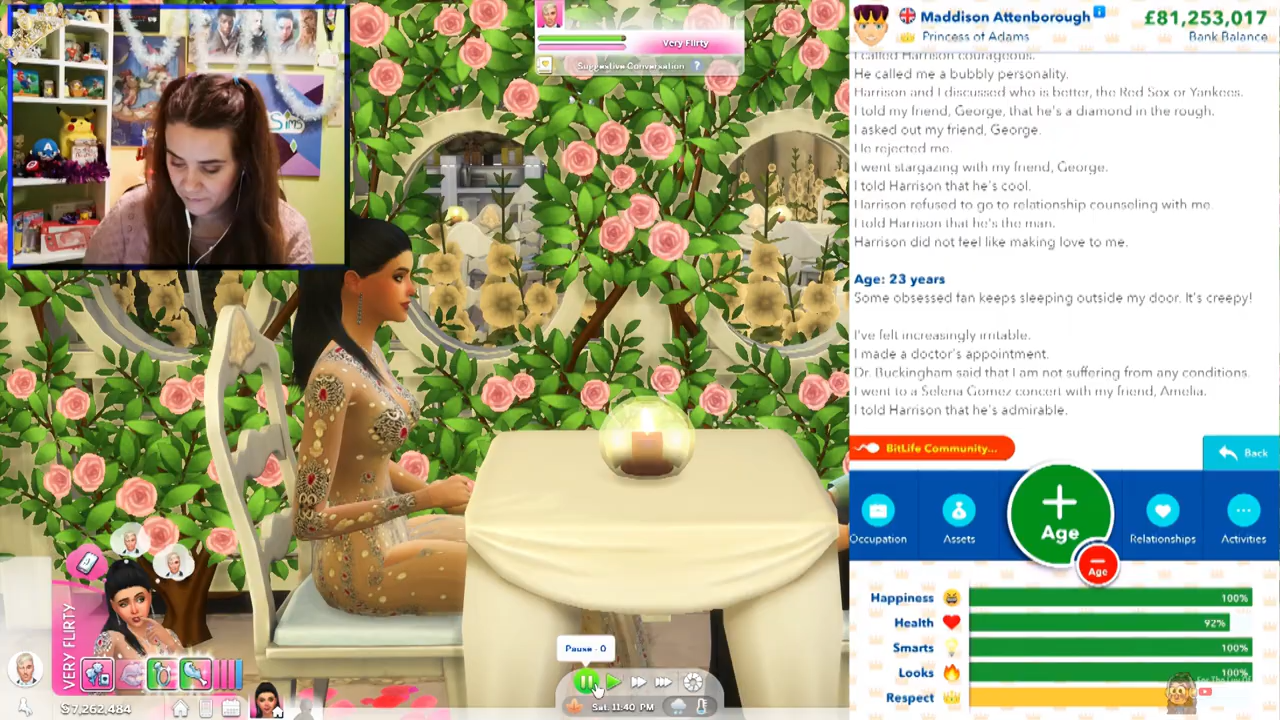 Sims
Very Flirty
Suggestive Conversation ?
Maddison Attenborough i
Princess of Adams
£81,253,017
Bank Balance
I called Harrison courageous.
He called me a bubbly personality.
Harrison and I discussed who is better, the Red Sox or Yankees.
I told my friend, George, that he's a diamond in the rough.
I asked out my friend, George.
He rejected me.
I went stargazing with my friend, George.
I told Harrison that he's cool.
Harrison refused to go to relationship counseling with me.
I told Harrison that he's the man.
Harrison did not feel like making love to me.
Age: 23 years
Some obsessed fan keeps sleeping outside my door. It's creepy!
I've felt increasingly irritable.
I made a doctor's appointment.
Dr. Buckingham said that I am not suffering from any conditions.
I went to a Selena Gomez concert with my friend, Amelia.
I told Harrison that he's admirable.
BitLife Community...
Back
Occupation
Assets
+
Age
Relationships
Activities
Age
Happiness 100%
Health 92%
Smarts 100%
Looks 100%
Respect
VERY FLIRTY
Pause - 0
§7,262,484
Sat. 11:40 PM